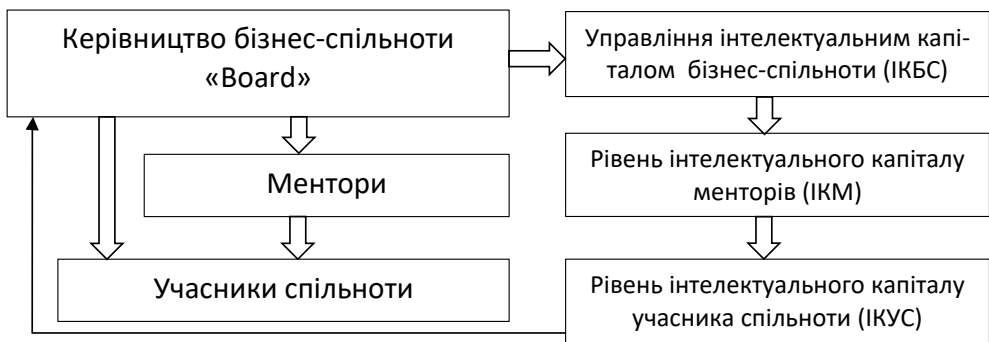 Керівництво бізнес-спільноти
«Board»
Управління інтелектуальним капі-
талом бізнес-спільноти (ІКБС)
Ментори
Рівень інтелектуального капіталу
менторів (ІКМ)
Учасники спільноти
Рівень інтелектуального капіталу
учасника спільноти (ІКУС)